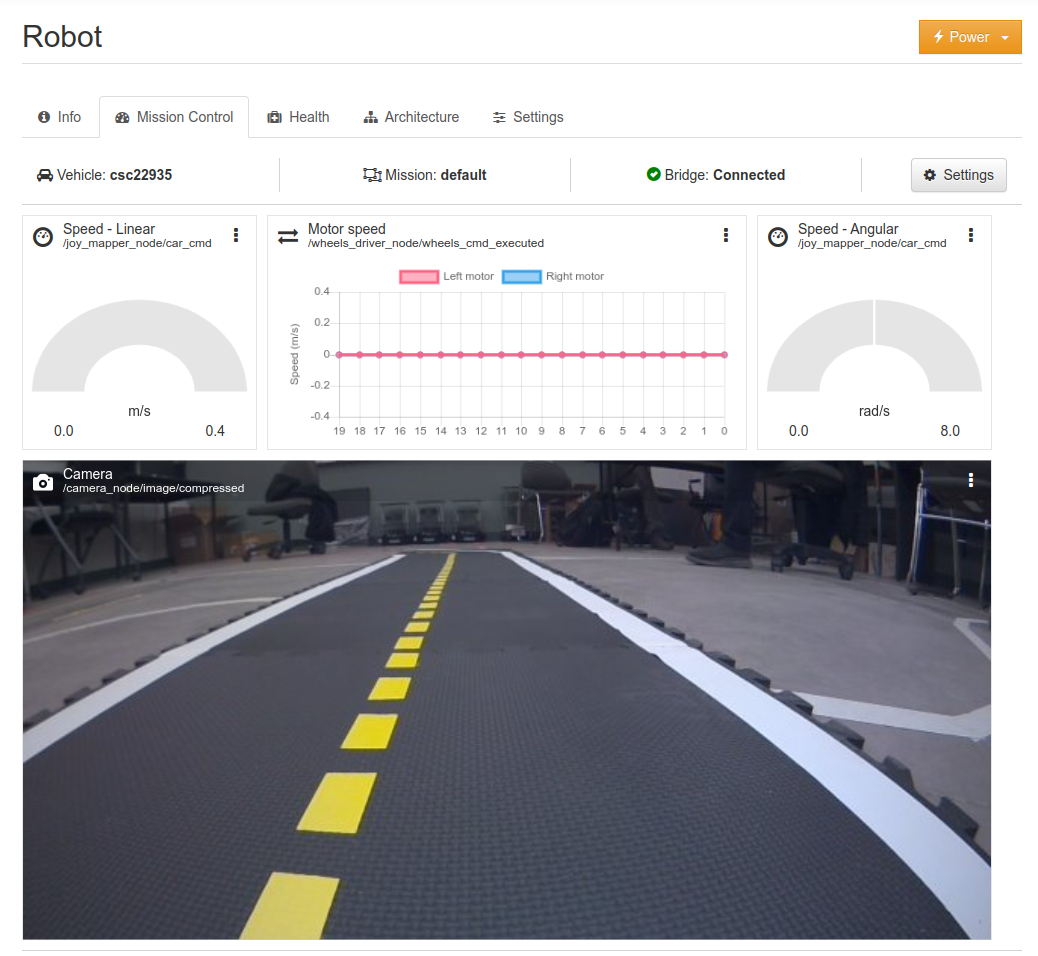 Robot
Power
Info
Mission Control
Health
Architecture
Settings
Vehicle: csc22935
Mission: default
Bridge: Connected
Settings
Speed - Linear
/joy_mapper_node/car_cmd
m/s
0.0
0.4
Motor speed
/wheels_driver_node/wheels_cmd_executed
Left motor
Right motor
Speed (m/s)
0.4
0.2
0
-0.2
-0.4
19 18 17 16 15 14 13 12 11 10 9 8 7 6 5 4 3 2 1 0
Speed - Angular
/joy_mapper_node/car_cmd
rad/s
0.0
8.0
Camera
/camera_node/image/compressed